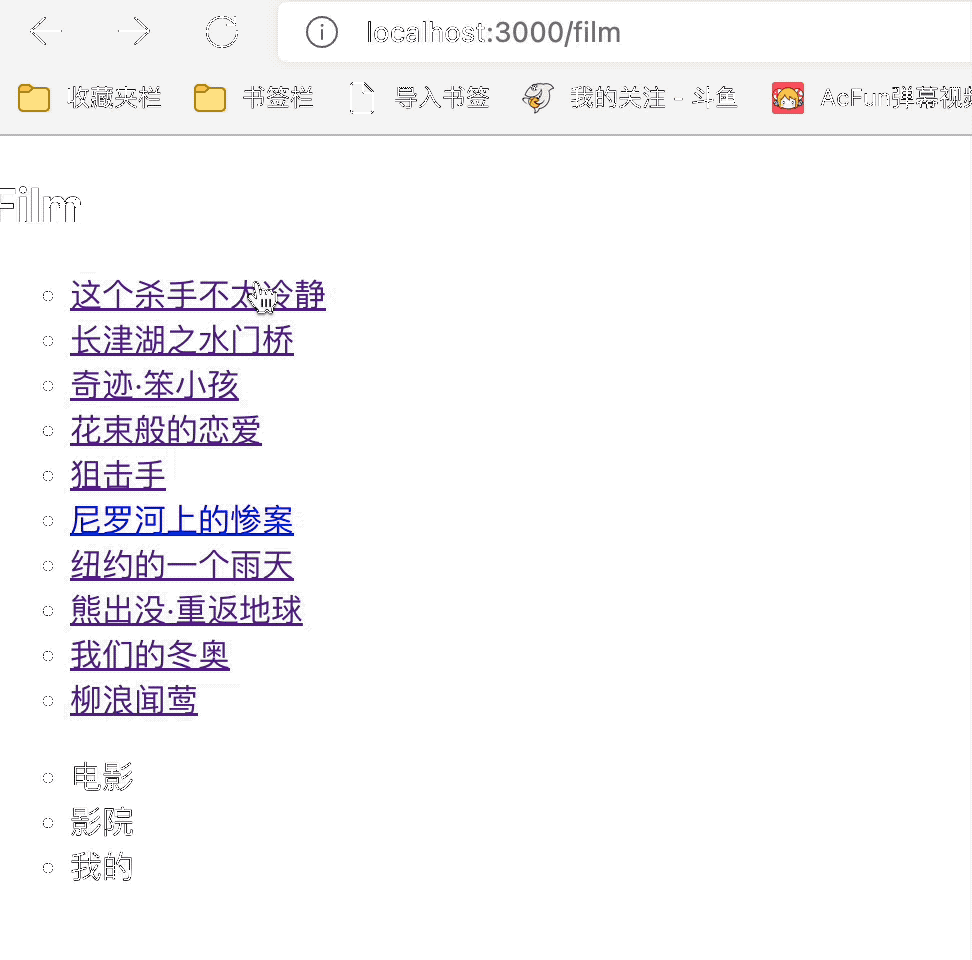 localhost:3000/film
收藏夹栏 书签栏 导入书签 我的关注 - 斗鱼 AcFun弹幕视频
Film
这个杀手不太冷静
长津湖之水门桥
奇迹·笨小孩
花束般的恋爱
狙击手
尼罗河上的惨案
纽约的一个雨天
熊出没·重返地球
我们的冬奥
柳浪闻莺
电影
影院
我的